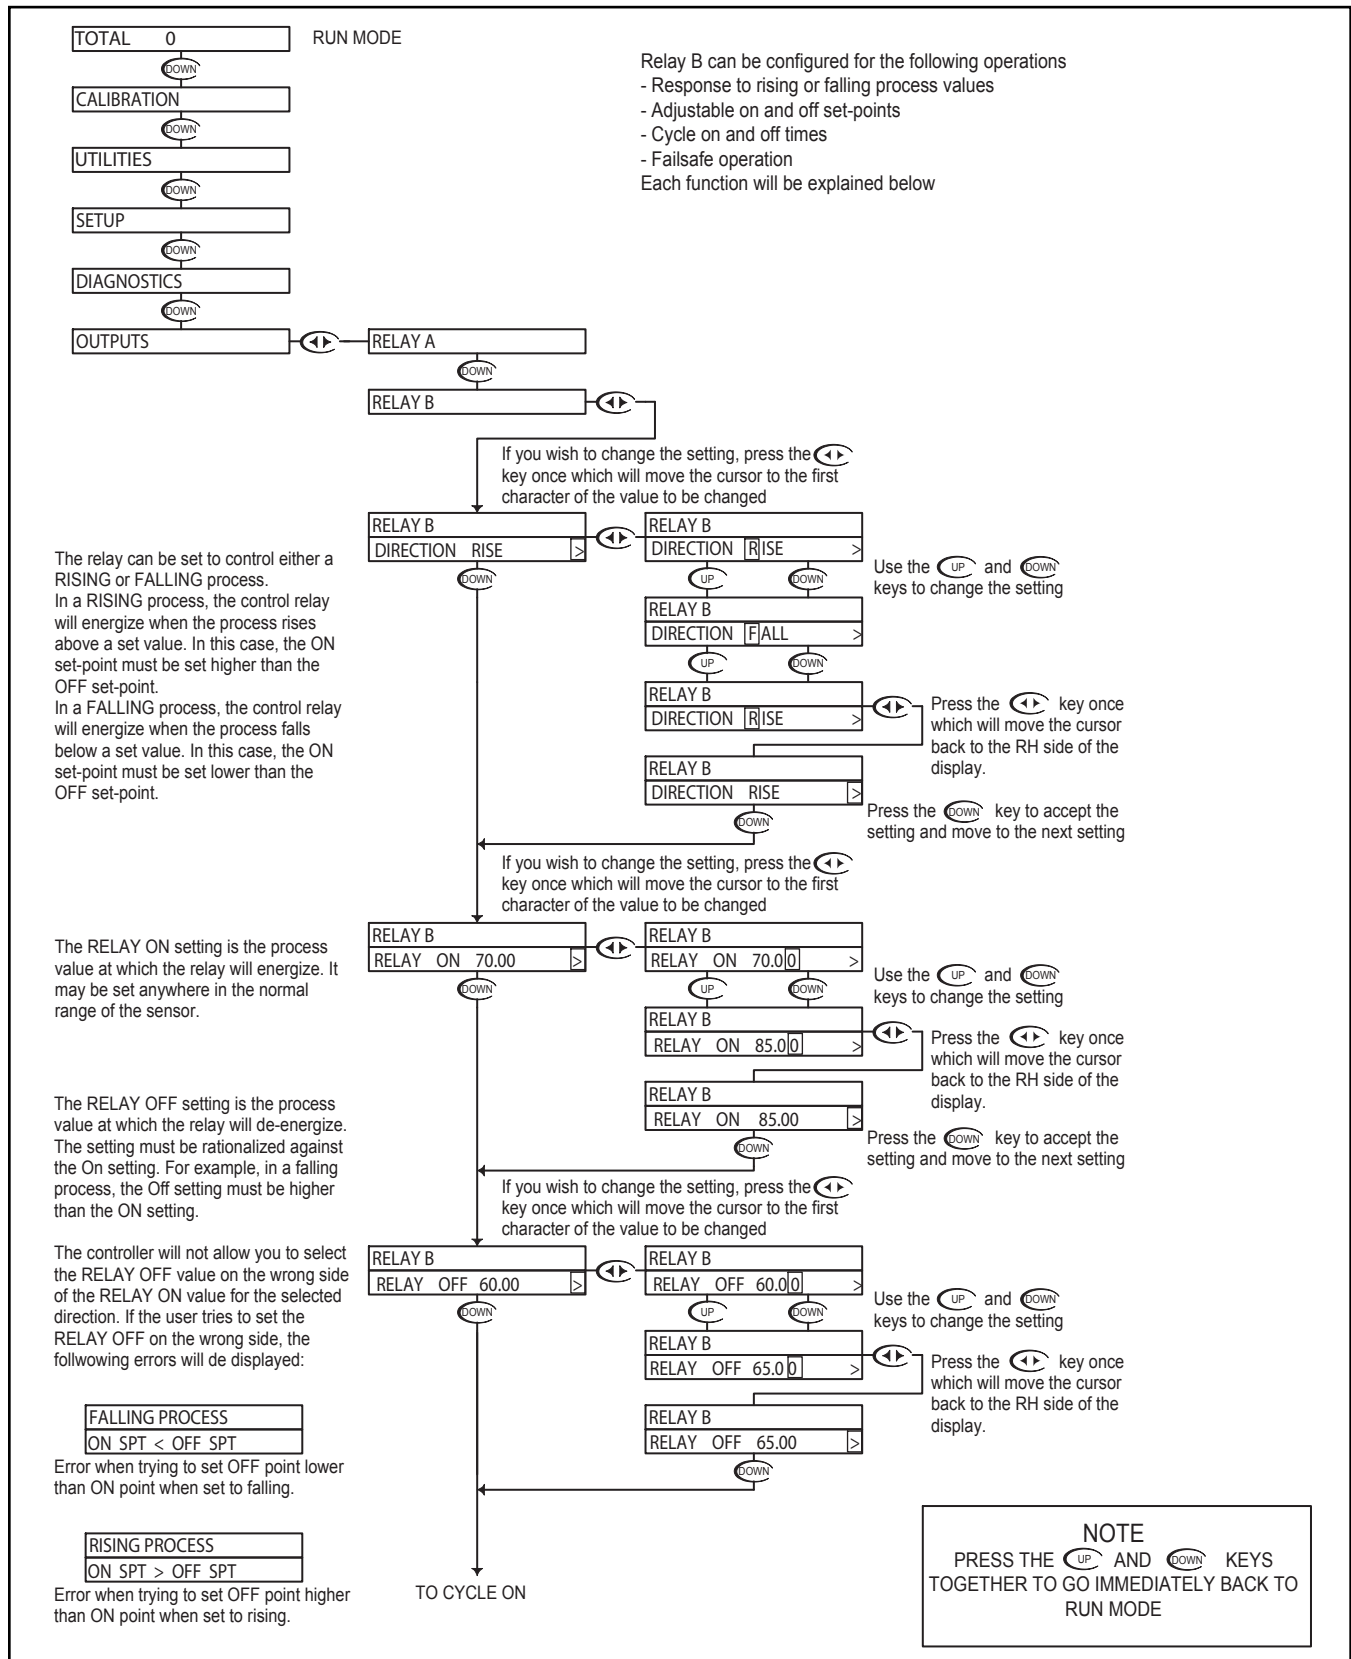 TOTAL 0
RUN MODE
DOWN
CALIBRATION
DOWN
UTILITIES
DOWN
SETUP
DOWN
DIAGNOSTICS
DOWN
OUTPUTS
RELAY A
DOWN
RELAY B
Relay B can be configured for the following operations
- Response to rising or falling process values
- Adjustable on and off set-points
- Cycle on and off times
- Failsafe operation
Each function will be explained below
If you wish to change the setting, press the
key once which will move the cursor to the first
character of the value to be changed
RELAY B
DIRECTION RISE >
DOWN
RELAY B
DIRECTION RISE >
UP DOWN
RELAY B
DIRECTION FALL >
UP DOWN
RELAY B
DIRECTION RISE >
RELAY B
DIRECTION RISE >
DOWN
Use the UP and DOWN
keys to change the setting
Press the key once
which will move the cursor
back to the RH side of the
display.
Press the DOWN key to accept the
setting and move to the next setting
The relay can be set to control either a
RISING or FALLING process.
In a RISING process, the control relay
will energize when the process rises
above a set value. In this case, the ON
set-point must be set higher than the
OFF set-point.
In a FALLING process, the control relay
will energize when the process falls
below a set value. In this case, the ON
set-point must be set lower than the
OFF set-point.
If you wish to change the setting, press the
key once which will move the cursor to the first
character of the value to be changed
The RELAY ON setting is the process
value at which the relay will energize. It
may be set anywhere in the normal
range of the sensor.
RELAY B
RELAY ON 70.00 >
DOWN
RELAY B
RELAY ON 70.00 >
UP DOWN
RELAY B
RELAY ON 85.00 >
RELAY B
RELAY ON 85.00 >
DOWN
Use the UP and DOWN
keys to change the setting
Press the key once
which will move the cursor
back to the RH side of the
display.
Press the DOWN key to accept the
setting and move to the next setting
The RELAY OFF setting is the process
value at which the relay will de-energize.
The setting must be rationalized against
the On setting. For example, in a falling
process, the Off setting must be higher
than the ON setting.
If you wish to change the setting, press the
key once which will move the cursor to the first
character of the value to be changed
The controller will not allow you to select
the RELAY OFF value on the wrong side
of the RELAY ON value for the selected
direction. If the user tries to set the
RELAY OFF on the wrong side, the
follwowing errors will de displayed:
RELAY B
RELAY OFF 60.00 >
DOWN
RELAY B
RELAY OFF 60.00 >
UP DOWN
RELAY B
RELAY OFF 65.00 >
RELAY B
RELAY OFF 65.00 >
DOWN
Use the UP and DOWN
keys to change the setting
Press the key once
which will move the cursor
back to the RH side of the
display.
FALLING PROCESS
ON SPT < OFF SPT
Error when trying to set OFF point lower
than ON point when set to falling.
RISING PROCESS
ON SPT > OFF SPT
Error when trying to set OFF point higher
than ON point when set to rising.
TO CYCLE ON
NOTE
PRESS THE UP AND DOWN KEYS
TOGETHER TO GO IMMEDIATELY BACK TO
RUN MODE